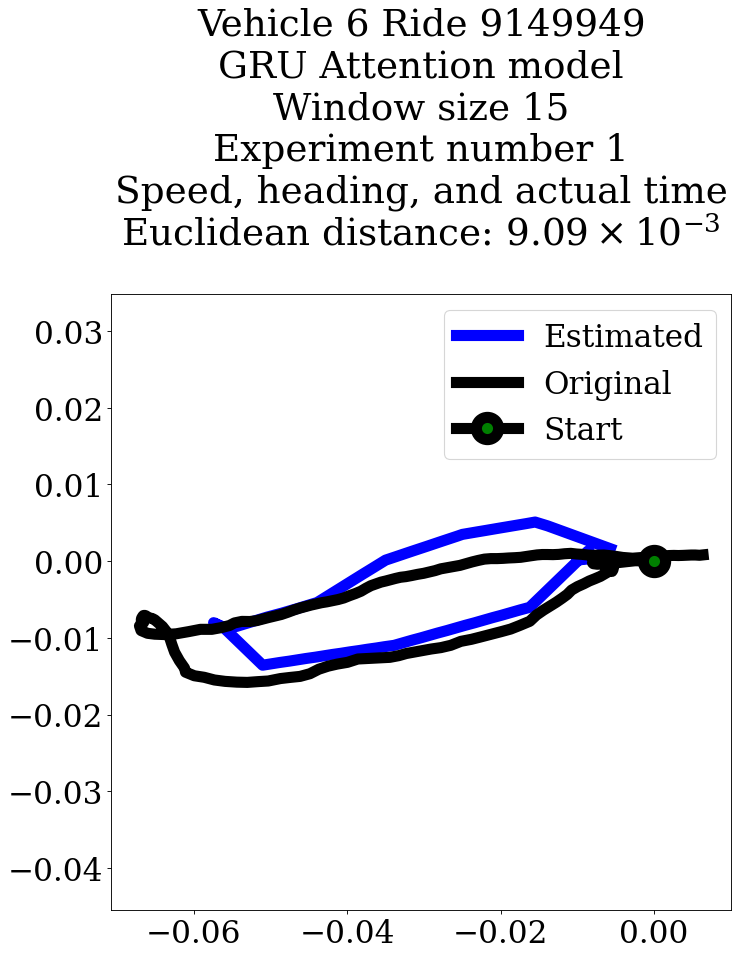 Vehicle 6 Ride 9149949
GRU Attention model
Window size 15
Experiment number 1
Speed, heading, and actual time
Euclidean distance: 9.09 × 10⁻³
Estimated
Original
Start
0.03
0.02
0.01
0.00
−0.01
−0.02
−0.03
−0.04
−0.06
−0.04
−0.02
0.00